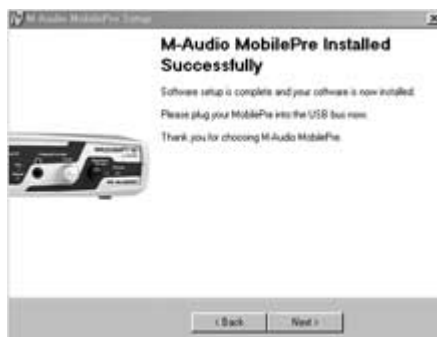 M-Audio MobilePre Setup
M-Audio MobilePre Installed
Successfully
Software setup is complete and your software is now installed.
Please plug your MobilePre into the USB bus now.
Thank you for choosing M-Audio MobilePre.
< Back
Next >